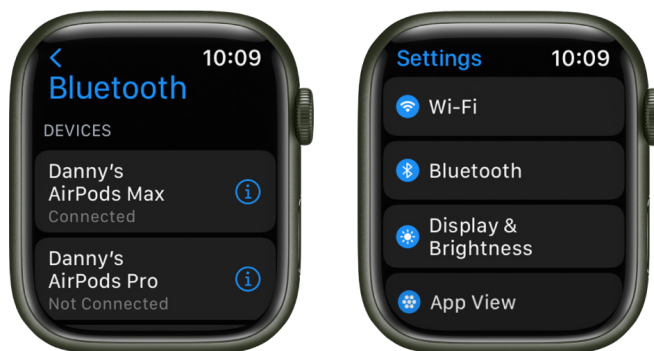 10:09
Bluetooth
DEVICES
Danny's
AirPods Max
Connected
Danny's
AirPods Pro
Not Connected
Settings 10:09
Wi-Fi
Bluetooth
Display &
Brightness
App View